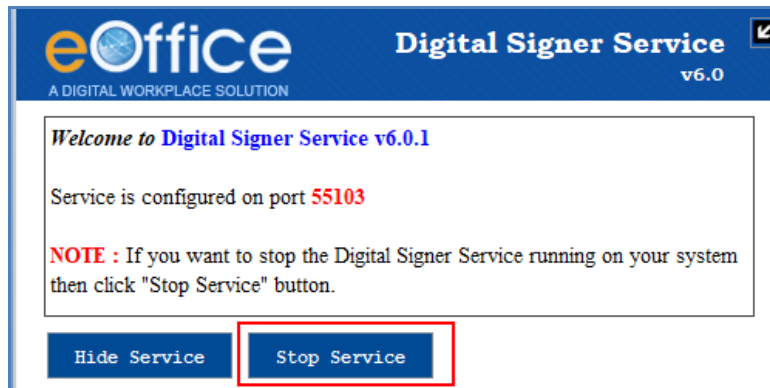 eOffice
A DIGITAL WORKPLACE SOLUTION
Digital Signer Service
v6.0
Welcome to Digital Signer Service v6.0.1
Service is configured on port 55103
NOTE : If you want to stop the Digital Signer Service running on your system
then click "Stop Service" button.
Hide Service
Stop Service